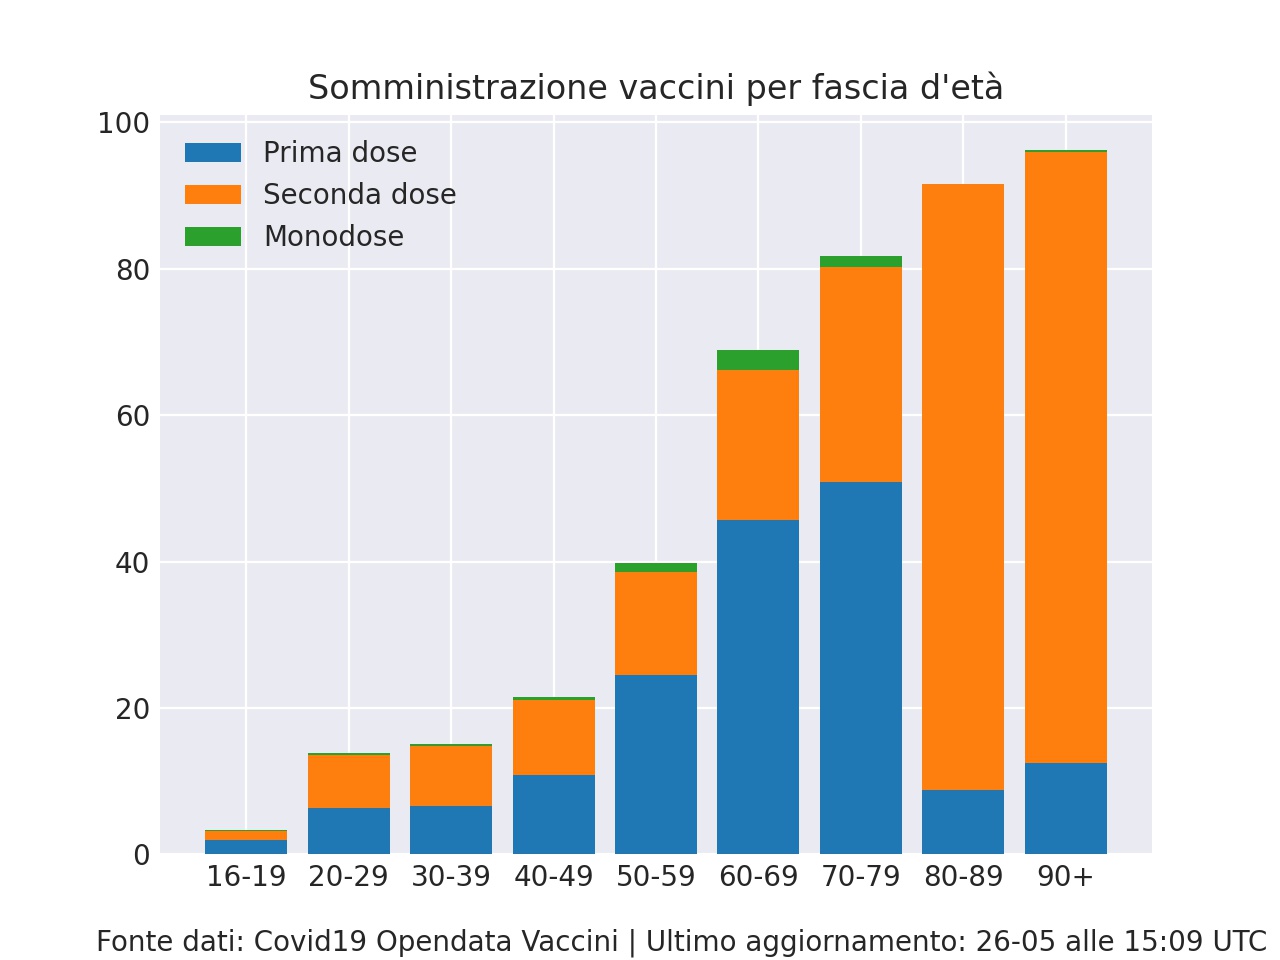 Somministrazione vaccini per fascia d'età
100
80
60
40
20
0
Prima dose
Seconda dose
Monodose
16-19 20-29 30-39 40-49 50-59 60-69 70-79 80-89 90+
Fonte dati: Covid19 Opendata Vaccini | Ultimo aggiornamento: 26-05 alle 15:09 UTC